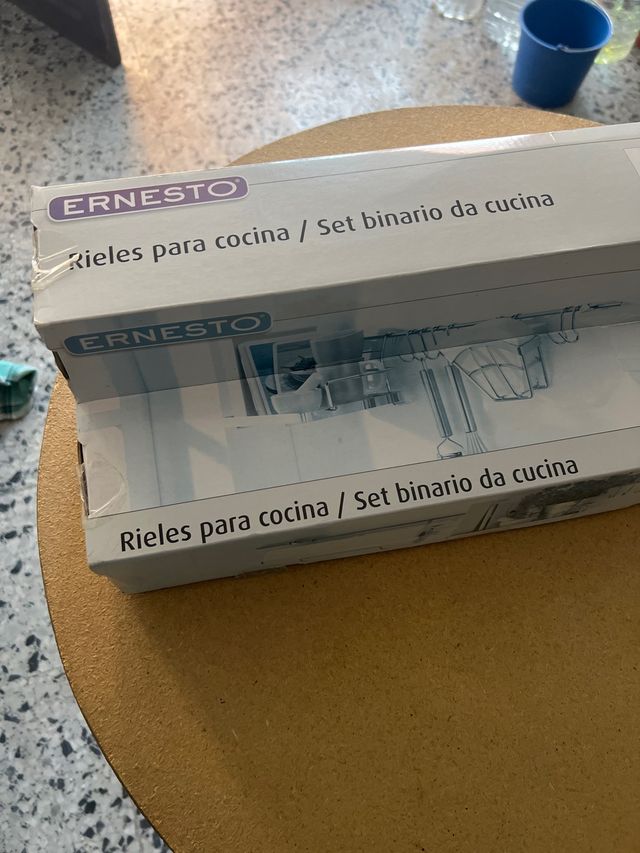 ERNESTO®
Rieles para cocina / Set binario da cucina
ERNESTO®
Rieles para cocina / Set binario da cucina